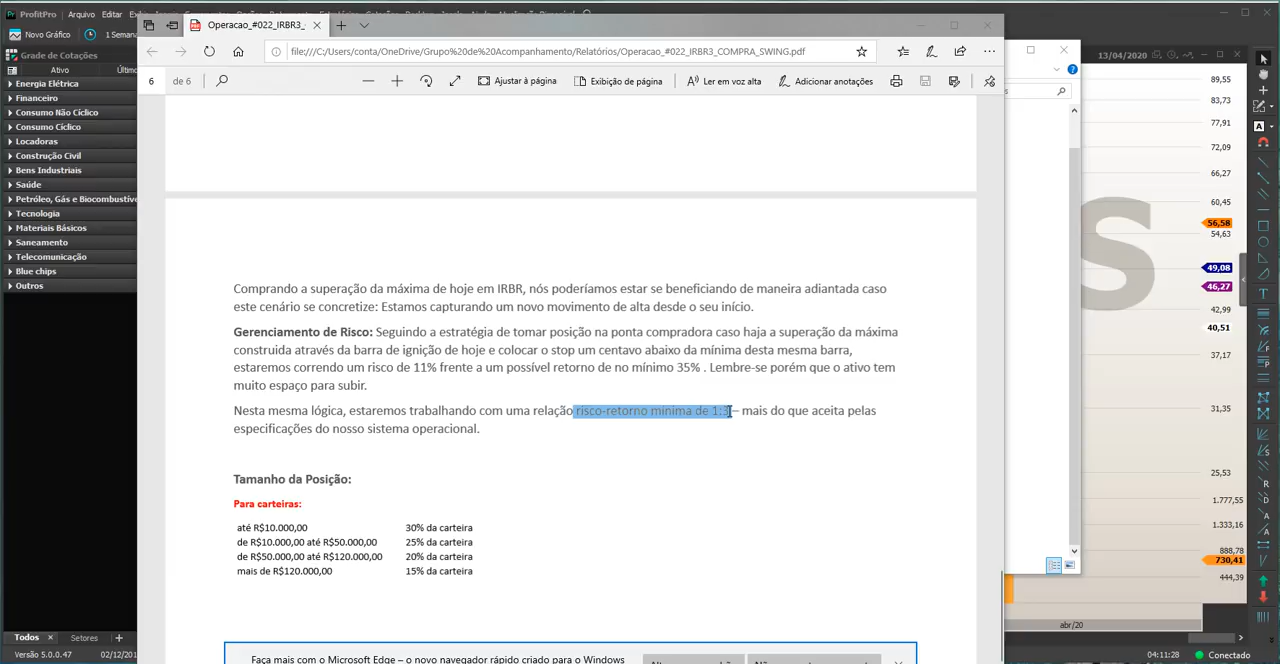 ProfitPro Arquivo Editar
Operacao_#022_IRBR3_
Novo Gráfico 1 Semana
13/04/2020
file:///C:/Users/conta/OneDrive/Grupo%20de%20Acompanhamento/Relatórios/Operacao_#022_IRBR3_COMPRA_SWING.pdf
Grade de Cotações
Ativo Último
6 de 6 Ajustar à página Exibição de página Ler em voz alta Adicionar anotações
Energia Elétrica
Financeiro
Consumo Não Cíclico
Consumo Cíclico
Locadoras
Construção Civil
Bens Industriais
Saúde
Petróleo, Gás e Biocombustíve
Tecnologia
Materiais Básicos
Saneamento
Telecomunicação
Blue chips
Outros
Comprando a superação da máxima de hoje em IRBR, nós poderíamos estar se beneficiando de maneira adiantada caso
este cenário se concretize: Estamos capturando um novo movimento de alta desde o seu início.
Gerenciamento de Risco: Seguindo a estratégia de tomar posição na ponta compradora caso haja a superação da máxima
construida através da barra de ignição de hoje e colocar o stop um centavo abaixo da mínima desta mesma barra,
estaremos correndo um risco de 11% frente a um possível retorno de no mínimo 35% . Lembre-se porém que o ativo tem
muito espaço para subir.
Nesta mesma lógica, estaremos trabalhando com uma relação risco-retorno mínima de 1:3 – mais do que aceita pelas
especificações do nosso sistema operacional.
Tamanho da Posição:
Para carteiras:
até R$10.000,00 30% da carteira
de R$10.000,00 até R$50.000,00 25% da carteira
de R$50.000,00 até R$120.000,00 20% da carteira
mais de R$120.000,00 15% da carteira
Faça mais com o Microsoft Edge – o novo navegador rápido criado para o Windows
89,55
83,73
77,91
72,09
66,27
60,45
56,58
54,63
49,08
46,27
42,99
40,51
37,17
31,35
25,53
1.777,55
1.333,16
888,78
730,41
444,39
S
abr/20
Todos Setores
Versão 5.0.0.47 02/12/201
04:11:28 Conectado